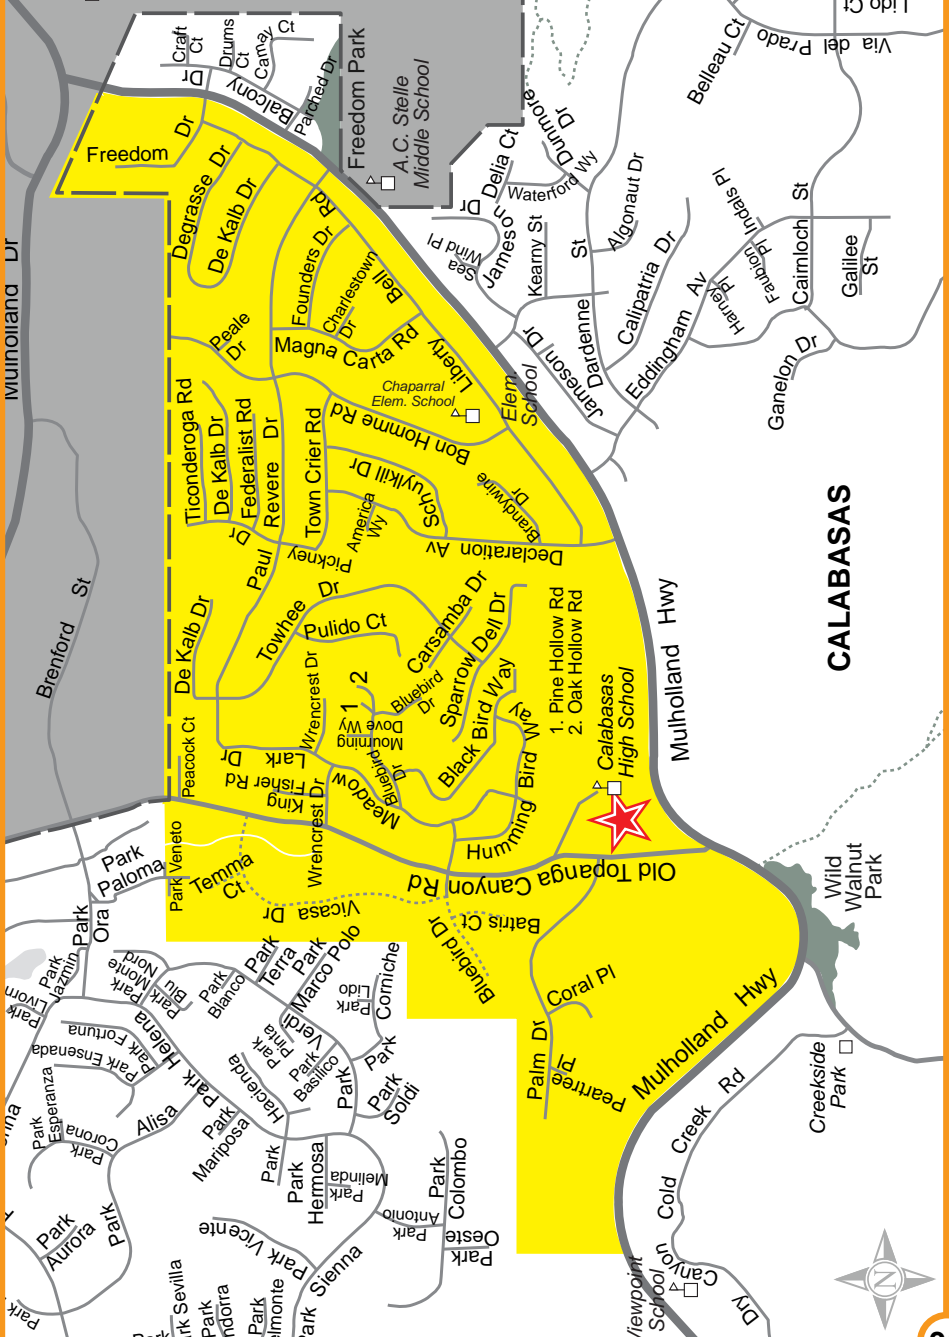 Craft
Ct
Drums
Ct
Camay
Ct
Balcony
Dr
Parched Dr
Freedom Park
A.C. Stelle
Middle School
Lido Ct
Via del Prado
Belleau Ct
Mulholland Dr
Freedom
Dr
Degrasse Dr
De Kalb Dr
Founders Dr
Charlestown
Dr
Liberty
Bell
Rd
Peale
Dr
Magna Carta Rd
Delia Ct
Dunmore
Dr
Waterford Wy
Jameson
Dr
Sea
Wind Pl
Kearny St
Algonaut Dr
Dardenne
St
Calipatria Dr
Jameson Dr
Eddingham
Av
Harney
Pl
Faubion Pl
Indals Pl
Cairnloch St
Galilee
St
Ganelon Dr
Chaparral
Elem. School
Elem.
School
Ticonderoga Rd
De Kalb Dr
Federalist Rd
Revere Dr
Paul
Town Crier Rd
Bon Homme Rd
Schuylkill Dr
America
Wy
Pickney
Dr
Declaration
Av
Brandywine
Dr
Brenford
St
De Kalb Dr
Towhee
Dr
Pulido Ct
Carsamba Dr
Sparrow Dell Dr
Black Bird Way
Humming Bird Way
Bluebird
Dr
Bluebird
Dr
Mourning
Dove Wy
1
2
1. Pine Hollow Rd
2. Oak Hollow Rd
Peacock Ct
Meadow
Lark
Dr
King
Fisher Rd
Wrencrest Dr
Wrencrest Dr
Calabasas
High School
Mulholland Hwy
CALABASAS
Old Topanga Canyon Rd
Park Veneto
Temma
Ct
Vicasa Dr
Bluebird Dr
Batris Ct
Palm Dr
Coral Pl
Peartree
Pl
Mulholland Hwy
Wild
Walnut
Park
Creekside
Park
Cold
Creek
Rd
Dry
Canyon
Viewpoint
School
Park
Paloma
Park
Ora
Park
Jazmin
Park
Livorno
Park
Monte
Nord
Park
Blu
Park
Blanco
Park
Terra
Park
Marco Polo
Park
Lido
Corniche
Park
Park
Helena
Park Fortuna
Park Ensenada
Park
Esperanza
Park
Corona
Alisa
Park
Park
Mariposa
Hacienda
Park
Park
Pinta
Verdi
Park
Basilico
Park
Park
Soldi
Park
Hermosa
Park
Melinda
Park
Antonio
Park
Colombo
Park
Oeste
Park Vicente
Sienna
Park
Park
Aurora
Park Sevilla
N